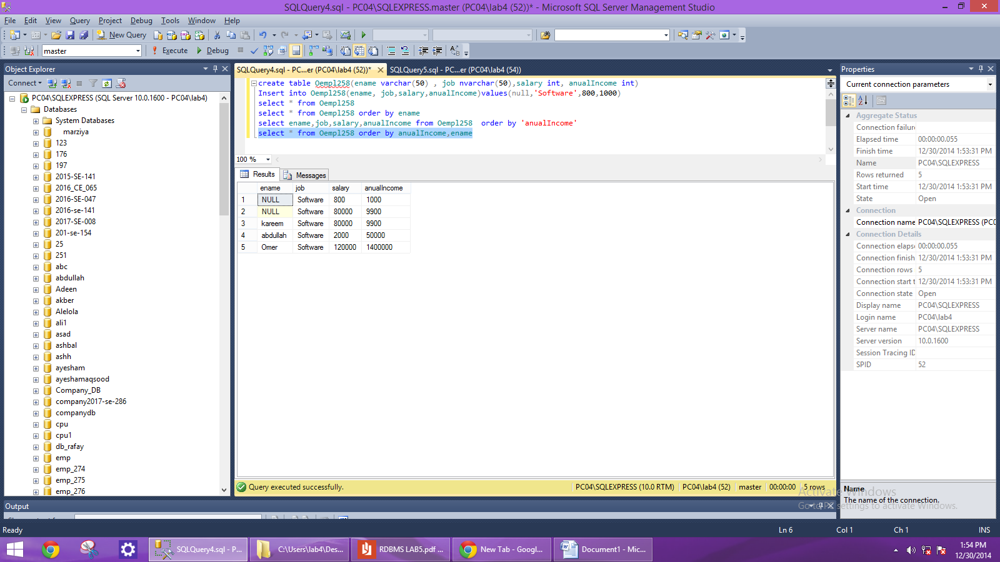 SQLQuery4.sql - PC04\SQLEXPRESS.master (PC04\lab4 (52))* - Microsoft SQL Server Management Studio
File Edit View Query Project Debug Tools Window Help
New Query
master Execute Debug
Object Explorer
Connect
PC04\SQLEXPRESS (SQL Server 10.0.1600 - PC04\lab4)
Databases
System Databases
marziya
123
176
197
2015-SE-141
2016_CE_065
2016-SE-047
2016-se-141
2017-SE-008
201-se-154
25
251
abc
abdullah
Adeen
akber
Alelola
ali1
asad
ashbal
ashh
ayesham
ayeshamaqsood
Company_DB
company2017-se-286
companydb
cpu
cpu1
db_rafay
emp
emp_274
emp_275
emp_276
SQLQuery4.sql - PC...er (PC04\lab4 (52))* SQLQuery5.sql - PC...er (PC04\lab4 (54))
create table Oempl258(ename varchar(50) , job nvarchar(50),salary int, anualIncome int)
Insert into Oempl258(ename, job,salary,anualIncome)values(null,'Software',800,1000)
select * from Oempl258
select * from Oempl258 order by ename
select ename,job,salary,anualIncome from Oempl258 order by 'anualIncome'
select * from Oempl258 order by anualIncome,ename
100 %
Results Messages
ename job salary anualIncome
1 NULL Software 800 1000
2 NULL Software 80000 9900
3 kareem Software 80000 9900
4 abdullah Software 2000 50000
5 Omer Software 120000 1400000
Query executed successfully. PC04\SQLEXPRESS (10.0 RTM) PC04\lab4 (52) master 00:00:00 5 rows
Properties
Current connection parameters
Aggregate Status
Connection failur
Elapsed time 00:00:00.055
Finish time 12/30/2014 1:53:31 PM
Name PC04\SQLEXPRESS
Rows returned 5
Start time 12/30/2014 1:53:31 PM
State Open
Connection
Connection name PC04\SQLEXPRESS (PC0
Connection Details
Connection elaps 00:00:00.055
Connection finish 12/30/2014 1:53:31 PM
Connection rows 5
Connection start t 12/30/2014 1:53:31 PM
Connection state Open
Display name PC04\SQLEXPRESS
Login name PC04\lab4
Server name PC04\SQLEXPRESS
Server version 10.0.1600
Session Tracing ID
SPID 52
Name
The name of the connection.
Activate Windows
Go to PC settings to activate Windows.
Output
Ready Ln 6 Col 1 Ch 1 INS
SQLQuery4.sql - P... C:\Users\lab4\Des... RDBMS LAB5.pdf ... New Tab - Googl... Document1 - Mic...
1:54 PM
12/30/2014